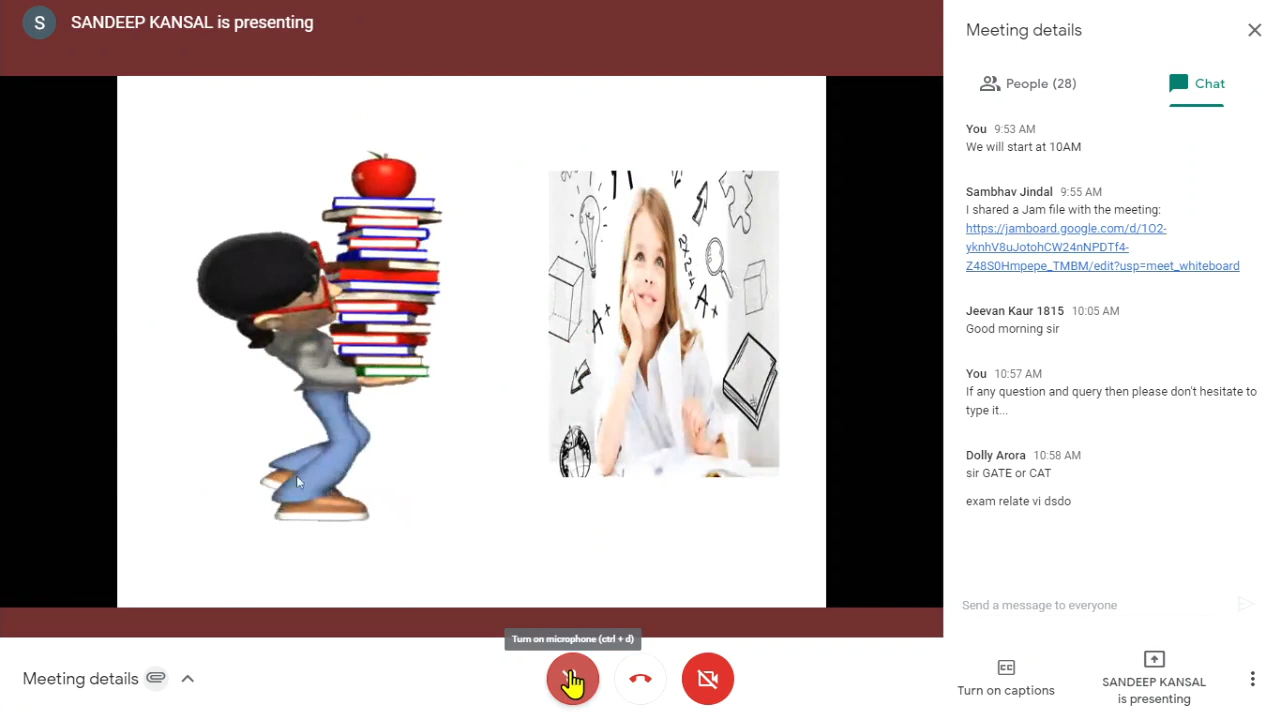 S SANDEEP KANSAL is presenting
Meeting details
People (28)
Chat
You 9:53 AM
We will start at 10AM
Sambhav Jindal 9:55 AM
I shared a Jam file with the meeting:
https://jamboard.google.com/d/1O2-
yknhV8uJotohCW24nNPDTf4-
Z48S0Hmpepe_TMBM/edit?usp=meet_whiteboard
Jeevan Kaur 1815 10:05 AM
Good morning sir
You 10:57 AM
If any question and query then please don't hesitate to
type it...
Dolly Arora 10:58 AM
sir GATE or CAT
exam relate vi dsdo
Send a message to everyone
A+
A+
Turn on microphone (ctrl + d)
Meeting details
CC
Turn on captions
SANDEEP KANSAL
is presenting